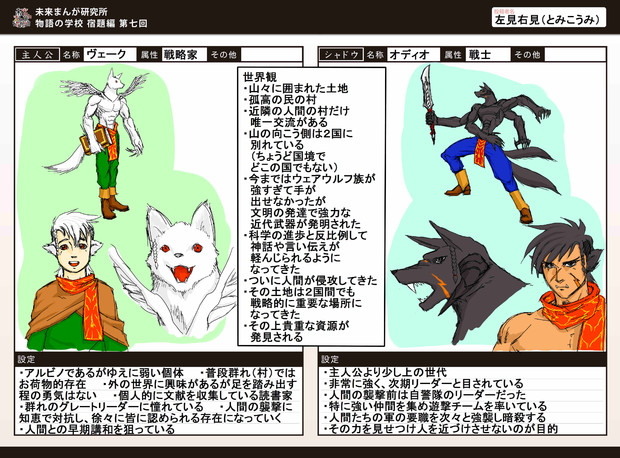 未来まんが研究所
物語の学校 宿題編 第七回
投稿者名
左見右見(とみこうみ)
主人公 名称 ヴェーク 属性 戦略家 その他
シャドウ 名称 オディオ 属性 戦士 その他
世界観
・山々に囲まれた土地
・孤高の民の村
・近隣の人間の村だけ
唯一交流がある
・山の向こう側は2国に
別れている
(ちょうど国境で
どこの国でもない)
・今まではウェアウルフ族が
強すぎて手が
出せなかったが
文明の発達で強力な
近代武器が発明された
・科学の進歩と反比例して
神話や言い伝えが
軽んじられるように
なってきた
・ついに人間が侵攻してきた
・その土地は2国間でも
戦略的に重要な場所に
なってきた
・その上貴重な資源が
発見される
設定
・アルビノであるがゆえに弱い個体 ・普段群れ(村)では
お荷物的存在 ・外の世界に興味があるが足を踏み出す
程の勇気はない ・個人的に文献を収集している読書家
・群れのグレートリーダーに憧れている ・人間の襲撃に
知恵で対抗し、徐々に皆に認められる存在になっていく
・人間との早期講和を狙っている
設定
・主人公より少し上の世代
・非常に強く、次期リーダーと目されている
・人間の襲撃前は自警隊のリーダーだった
・特に強い仲間を集め遊撃チームを率いている
・人間たちの軍の要職を次々と強襲し暗殺する
・その力を見せつけ人を近づけさせないのが目的